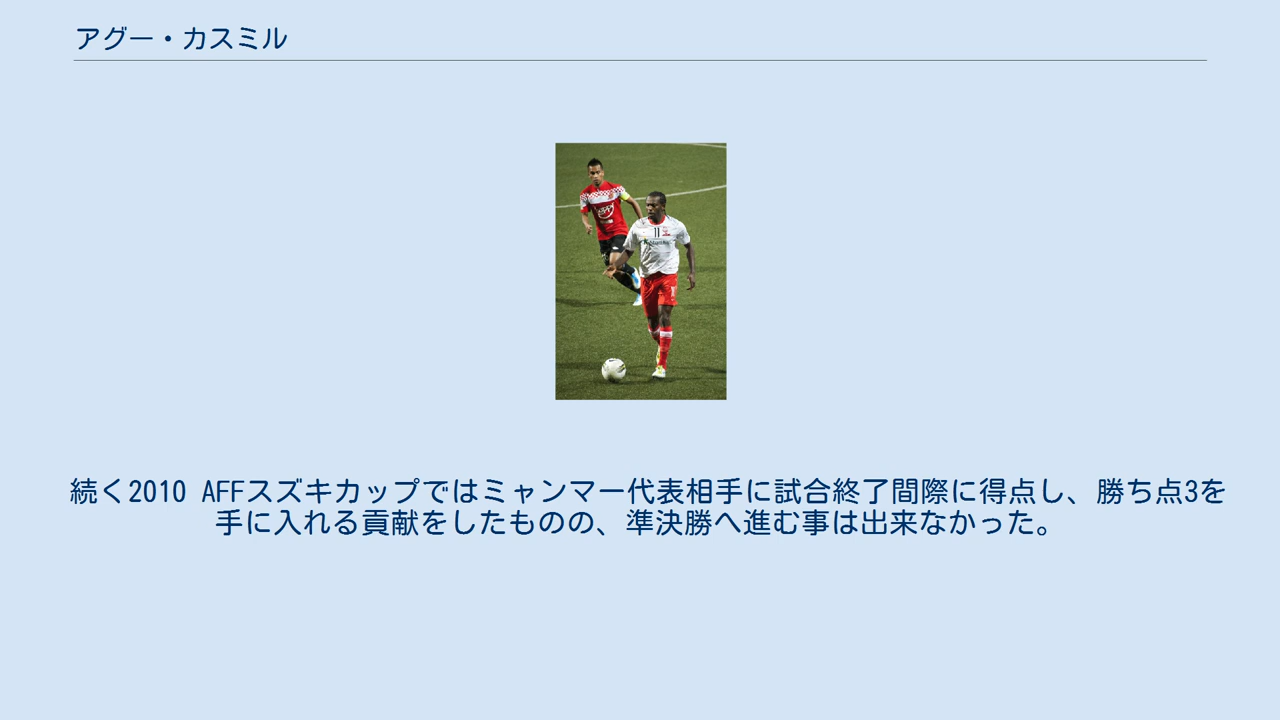 アグー・カスミル
11
続く2010 AFFスズキカップではミャンマー代表相手に試合終了間際に得点し、勝ち点3を
手に入れる貢献をしたものの、準決勝へ進む事は出来なかった。